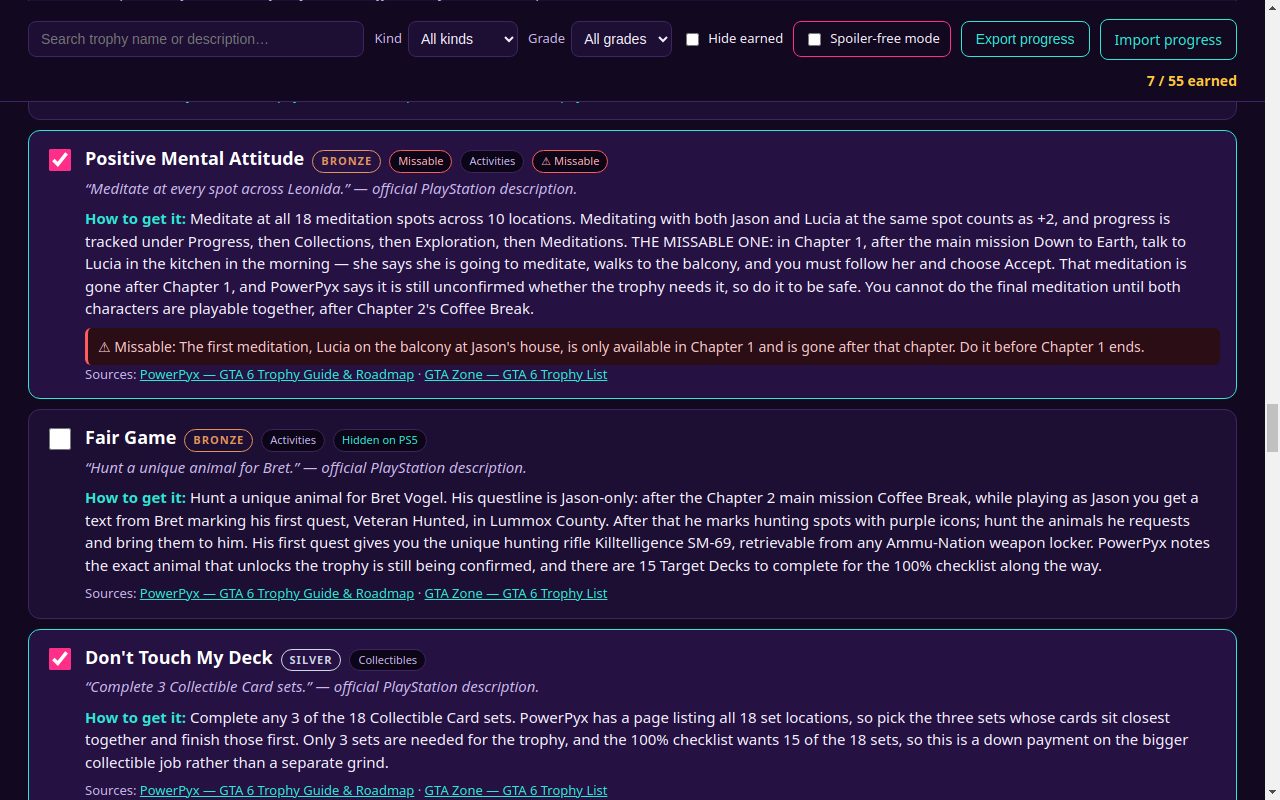 Search trophy name or description…
Kind
All kinds
Grade
All grades
Hide earned
Spoiler-free mode
Export progress
Import progress
7 / 55 earned
Positive Mental Attitude
BRONZE
Missable
Activities
⚠ Missable
“Meditate at every spot across Leonida.” — official PlayStation description.
How to get it: Meditate at all 18 meditation spots across 10 locations. Meditating with both Jason and Lucia at the same spot counts as +2, and progress is
tracked under Progress, then Collections, then Exploration, then Meditations. THE MISSABLE ONE: in Chapter 1, after the main mission Down to Earth, talk to
Lucia in the kitchen in the morning — she says she is going to meditate, walks to the balcony, and you must follow her and choose Accept. That meditation is
gone after Chapter 1, and PowerPyx says it is still unconfirmed whether the trophy needs it, so do it to be safe. You cannot do the final meditation until both
characters are playable together, after Chapter 2's Coffee Break.
⚠ Missable: The first meditation, Lucia on the balcony at Jason's house, is only available in Chapter 1 and is gone after that chapter. Do it before Chapter 1 ends.
Sources: PowerPyx — GTA 6 Trophy Guide & Roadmap · GTA Zone — GTA 6 Trophy List
Fair Game
BRONZE
Activities
Hidden on PS5
“Hunt a unique animal for Bret.” — official PlayStation description.
How to get it: Hunt a unique animal for Bret Vogel. His questline is Jason-only: after the Chapter 2 main mission Coffee Break, while playing as Jason you get a
text from Bret marking his first quest, Veteran Hunted, in Lummox County. After that he marks hunting spots with purple icons; hunt the animals he requests
and bring them to him. His first quest gives you the unique hunting rifle Killtelligence SM-69, retrievable from any Ammu-Nation weapon locker. PowerPyx notes
the exact animal that unlocks the trophy is still being confirmed, and there are 15 Target Decks to complete for the 100% checklist along the way.
Sources: PowerPyx — GTA 6 Trophy Guide & Roadmap · GTA Zone — GTA 6 Trophy List
Don't Touch My Deck
SILVER
Collectibles
“Complete 3 Collectible Card sets.” — official PlayStation description.
How to get it: Complete any 3 of the 18 Collectible Card sets. PowerPyx has a page listing all 18 set locations, so pick the three sets whose cards sit closest
together and finish those first. Only 3 sets are needed for the trophy, and the 100% checklist wants 15 of the 18 sets, so this is a down payment on the bigger
collectible job rather than a separate grind.
Sources: PowerPyx — GTA 6 Trophy Guide & Roadmap · GTA Zone — GTA 6 Trophy List